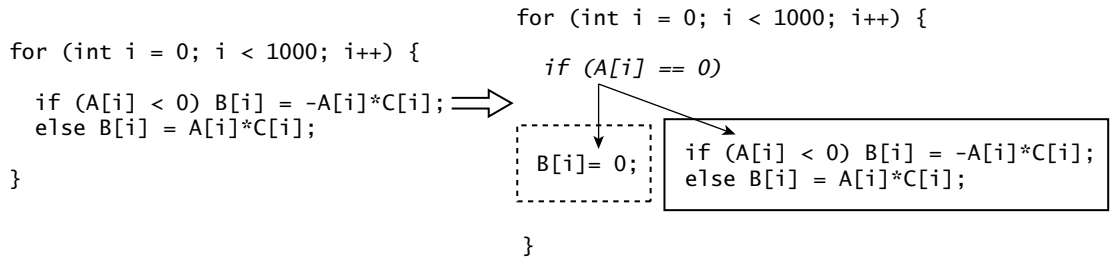 for (int i = 0; i < 1000; i++) {
if (A[i] < 0) B[i] = -A[i]*C[i];
else B[i] = A[i]*C[i];
}
for (int i = 0; i < 1000; i++) {
if (A[i] == 0)
B[i]= 0;
if (A[i] < 0) B[i] = -A[i]*C[i];
else B[i] = A[i]*C[i];
}